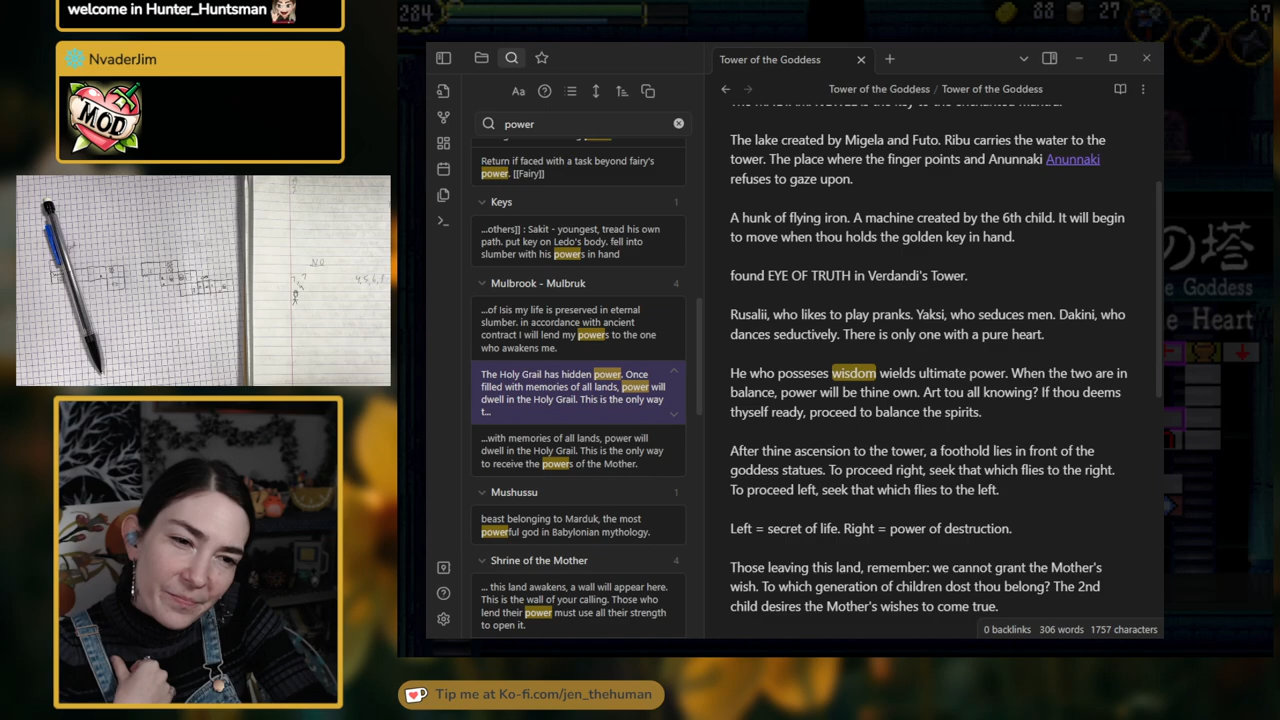 welcome in Hunter_Huntsman
NvaderJim
MOD
284
88
27
67
Tower of the Goddess
Tower of the Goddess / Tower of the Goddess
Aa
power
Return if faced with a task beyond fairy's
power. [[Fairy]]
Keys
1
...others]] : Sakit - youngest, tread his own
path. put key on Ledo's body. fell into
slumber with his powers in hand
Mulbrook - Mulbruk
4
...of Isis my life is preserved in eternal
slumber. in accordance with ancient
contract I will lend my powers to the one
who awakens me.
The Holy Grail has hidden power. Once
filled with memories of all lands, power will
dwell in the Holy Grail. This is the only way
t...
...with memories of all lands, power will
dwell in the Holy Grail. This is the only way
to receive the powers of the Mother.
Mushussu
1
beast belonging to Marduk, the most
powerful god in Babylonian mythology.
Shrine of the Mother
4
... this land awakens, a wall will appear here.
This is the wall of your calling. Those who
lend their power must use all their strength
to open it.
The lake created by Migela and Futo. Ribu carries the water to the
tower. The place where the finger points and Anunnaki Anunnaki
refuses to gaze upon.
A hunk of flying iron. A machine created by the 6th child. It will begin
to move when thou holds the golden key in hand.
found EYE OF TRUTH in Verdandi's Tower.
Rusalii, who likes to play pranks. Yaksi, who seduces men. Dakini, who
dances seductively. There is only one with a pure heart.
He who posseses wisdom wields ultimate power. When the two are in
balance, power will be thine own. Art tou all knowing? If thou deems
thyself ready, proceed to balance the spirits.
After thine ascension to the tower, a foothold lies in front of the
goddess statues. To proceed right, seek that which flies to the right.
To proceed left, seek that which flies to the left.
Left = secret of life. Right = power of destruction.
Those leaving this land, remember: we cannot grant the Mother's
wish. To which generation of children dost thou belong? The 2nd
child desires the Mother's wishes to come true.
0 backlinks 306 words 1757 characters
の塔
Goddess
Heart
Tip me at Ko-fi.com/jen_thehuman